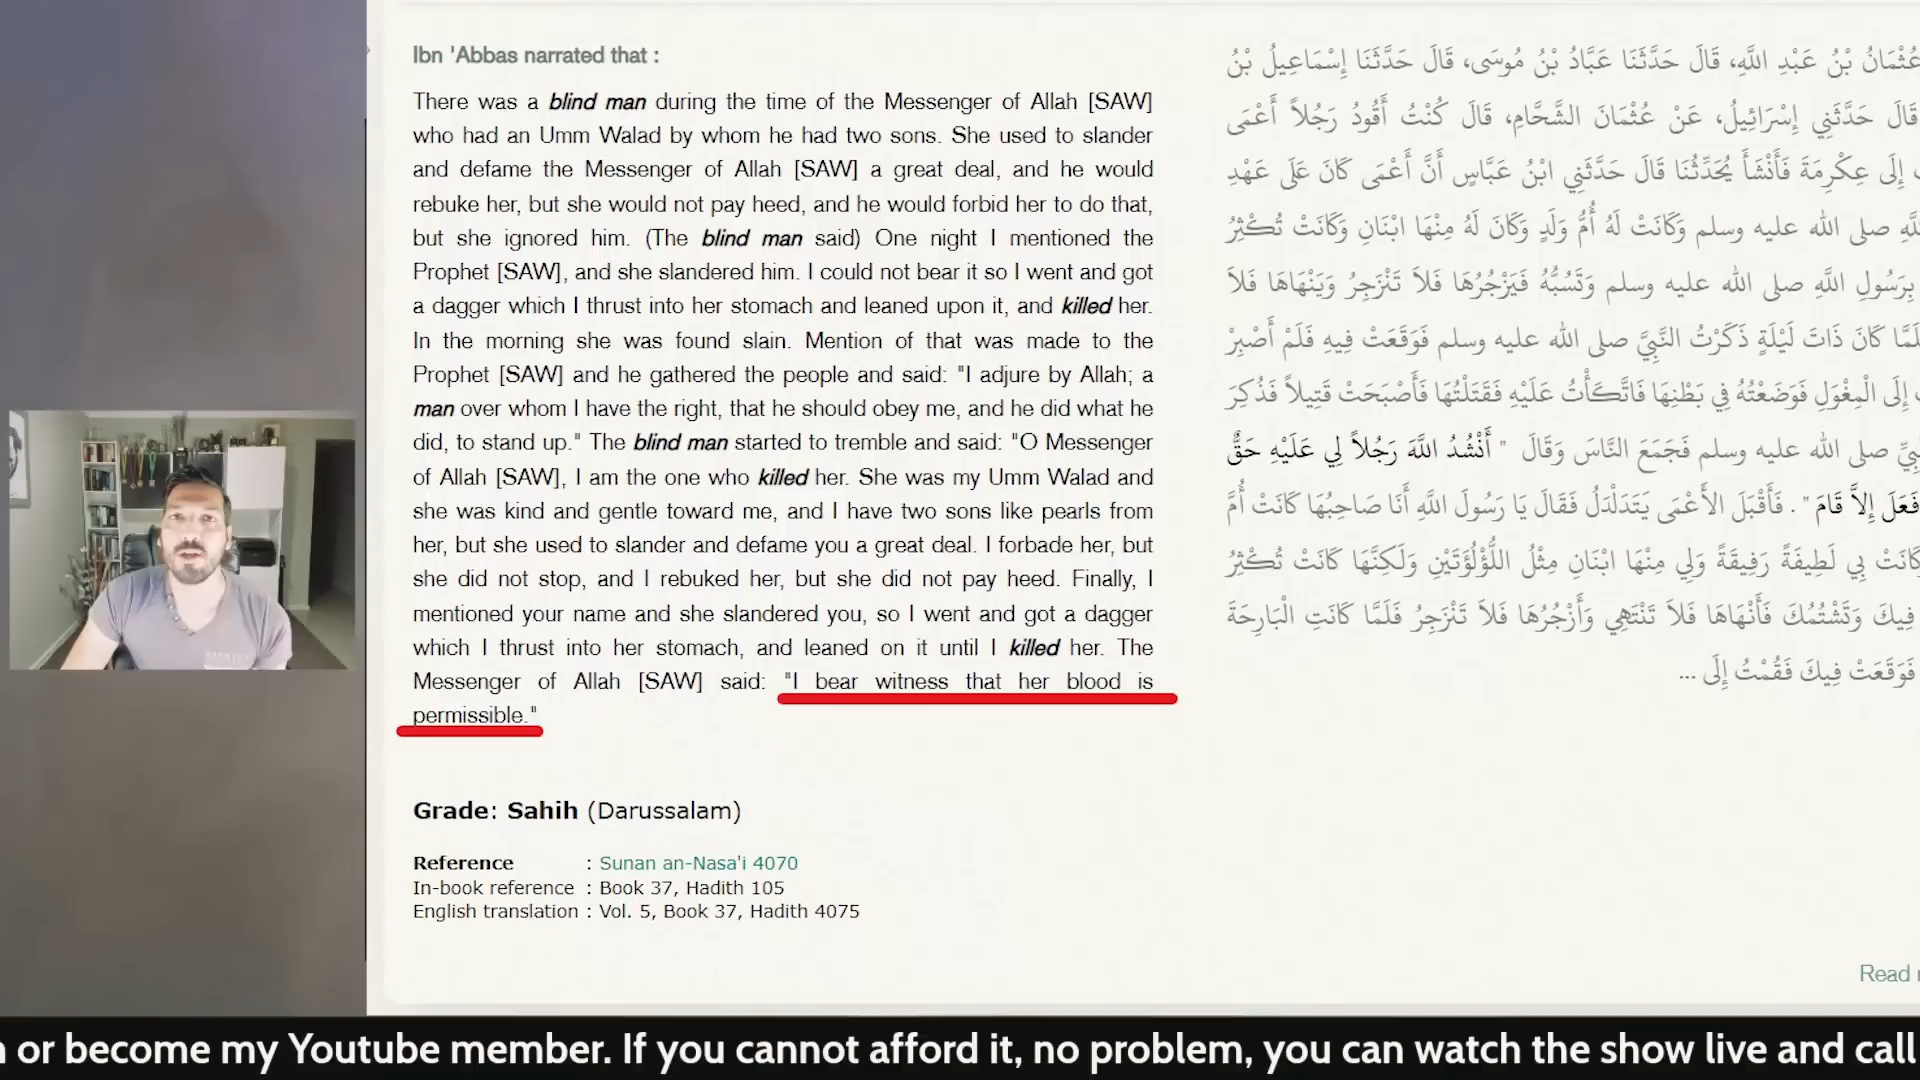 Ibn 'Abbas narrated that :
There was a blind man during the time of the Messenger of Allah [SAW]
who had an Umm Walad by whom he had two sons. She used to slander
and defame the Messenger of Allah [SAW] a great deal, and he would
rebuke her, but she would not pay heed, and he would forbid her to do that,
but she ignored him. (The blind man said) One night I mentioned the
Prophet [SAW], and she slandered him. I could not bear it so I went and got
a dagger which I thrust into her stomach and leaned upon it, and killed her.
In the morning she was found slain. Mention of that was made to the
Prophet [SAW] and he gathered the people and said: "I adjure by Allah; a
man over whom I have the right, that he should obey me, and he did what he
did, to stand up." The blind man started to tremble and said: "O Messenger
of Allah [SAW], I am the one who killed her. She was my Umm Walad and
she was kind and gentle toward me, and I have two sons like pearls from
her, but she used to slander and defame you a great deal. I forbade her, but
she did not stop, and I rebuked her, but she did not pay heed. Finally, I
mentioned your name and she slandered you, so I went and got a dagger
which I thrust into her stomach, and leaned on it until I killed her. The
Messenger of Allah [SAW] said: "I bear witness that her blood is
permissible."
عُثْمَانُ بْنُ عَبْدِ اللَّهِ، قَالَ حَدَّثَنَا عَبَّادُ بْنُ مُوسَى، قَالَ حَدَّثَنَا إِسْمَاعِيلُ بْنُ
قَالَ حَدَّثَنِي إِسْرَائِيلُ، عَنْ عُثْمَانَ الشَّحَّامِ، قَالَ كُنْتُ أَقُودُ رَجُلاً أَعْمَى
إِلَى عِكْرِمَةَ فَأَنْشَأَ يُحَدِّثُنَا قَالَ حَدَّثَنِي ابْنُ عَبَّاسٍ أَنَّ أَعْمَى كَانَ عَلَى عَهْدِ
صلى الله عليه وسلم وَكَانَتْ لَهُ أُمُّ وَلَدٍ وَكَانَ لَهُ مِنْهَا ابْنَانِ وَكَانَتْ تُكْثِرُ
بِرَسُولِ اللَّهِ صلى الله عليه وسلم وَتَسُبُّهُ فَيَزْجُرُهَا فَلاَ تَنْزَجِرُ وَيَنْهَاهَا فَلاَ
كَانَ ذَاتَ لَيْلَةٍ ذَكَرْتُ النَّبِيَّ صلى الله عليه وسلم فَوَقَعَتْ فِيهِ فَلَمْ أَصْبِرْ
إِلَى الْمِغْوَلِ فَوَضَعْتُهُ فِي بَطْنِهَا فَاتَّكَأْتُ عَلَيْهِ فَقَتَلْتُهَا فَأَصْبَحَتْ قَتِيلاً فَذُكِرَ
صلى الله عليه وسلم فَجَمَعَ النَّاسَ وَقَالَ " أَنْشُدُ اللَّهَ رَجُلاً لِي عَلَيْهِ حَقٌّ
فَعَلَ إِلاَّ قَامَ " . فَأَقْبَلَ الأَعْمَى يَتَدَلْدَلُ فَقَالَ يَا رَسُولَ اللَّهِ أَنَا صَاحِبُهَا كَانَتْ أُمَّ
كَانَتْ بِي لَطِيفَةً رَفِيقَةً وَلِي مِنْهَا ابْنَانِ مِثْلُ اللُّؤْلُؤَتَيْنِ وَلَكِنَّهَا كَانَتْ تُكْثِرُ
فِيكَ وَتَشْتُمُكَ فَأَنْهَاهَا فَلاَ تَنْتَهِي وَأَزْجُرُهَا فَلاَ تَنْزَجِرُ فَلَمَّا كَانَتِ الْبَارِحَةَ
فَوَقَعَتْ فِيكَ فَقُمْتُ إِلَى ...
Grade: Sahih (Darussalam)
Reference : Sunan an-Nasa'i 4070
In-book reference : Book 37, Hadith 105
English translation : Vol. 5, Book 37, Hadith 4075
Read
or become my Youtube member. If you cannot afford it, no problem, you can watch the show live and call